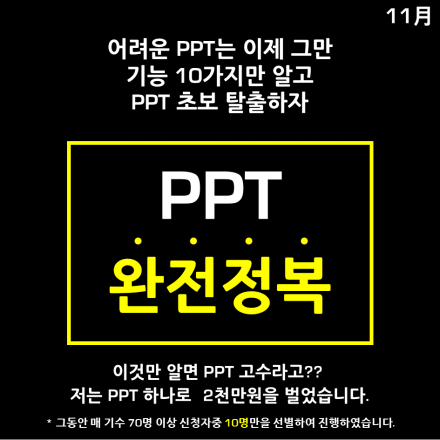 11月
어려운 PPT는 이제 그만
기능 10가지만 알고
PPT 초보 탈출하자
PPT
완전정복
이것만 알면 PPT 고수라고??
저는 PPT 하나로 2천만원을 벌었습니다.
* 그동안 매 기수 70명 이상 신청자중 10명만을 선별하여 진행하였습니다.